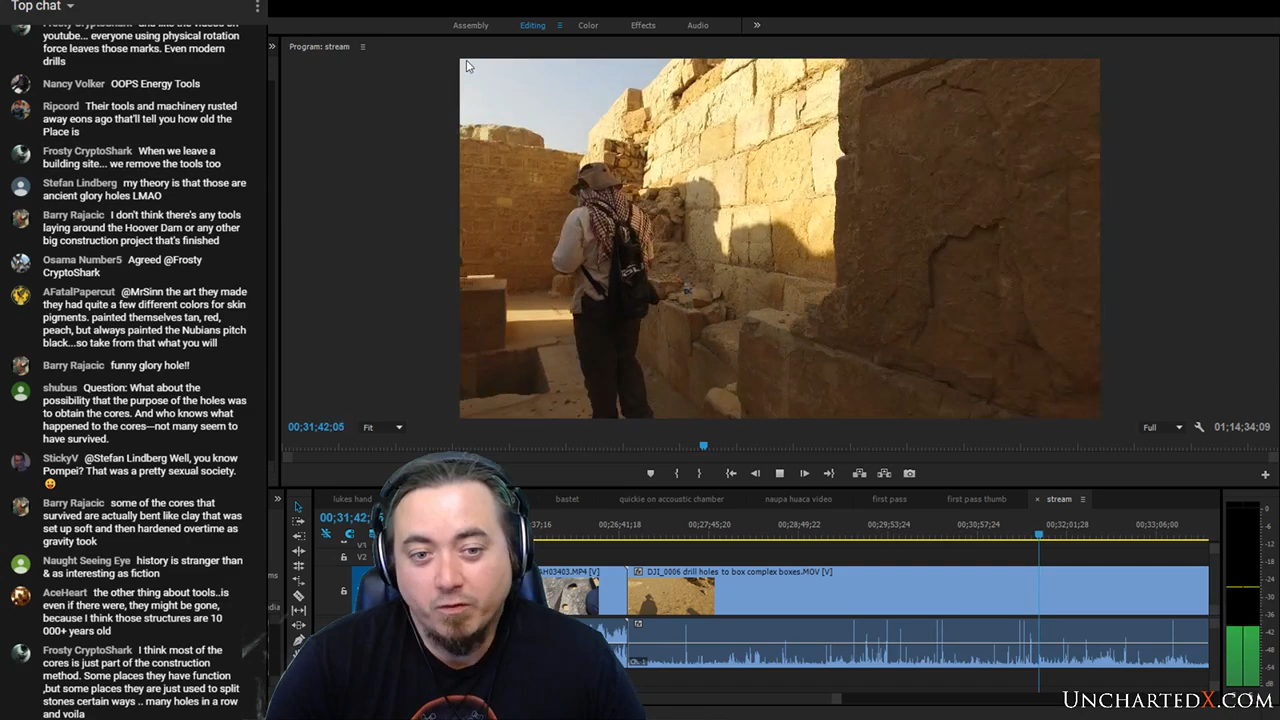 Top chat
Frosty CryptoShark and like the videos on
youtube... everyone using physical rotation
force leaves those marks. Even modern
drills
Nancy Volker OOPS Energy Tools
Ripcord Their tools and machinery rusted
away eons ago that'll tell you how old the
Place is
Frosty CryptoShark When we leave a
building site... we remove the tools too
Stefan Lindberg my theory is that those are
ancient glory holes LMAO
Barry Rajacic I don't think there's any tools
laying around the Hoover Dam or any other
big construction project that's finished
Osama Number5 Agreed @Frosty
CryptoShark
AFatalPapercut @MrSinn the art they made
they had quite a few different colors for skin
pigments. painted themselves tan, red,
peach, but always painted the Nubians pitch
black...so take from that what you will
Barry Rajacic funny glory hole!!
shubus Question: What about the
possibility that the purpose of the holes was
to obtain the cores. And who knows what
happened to the cores—not many seem to
have survived.
StickyV @Stefan Lindberg Well, you know
Pompei? That was a pretty sexual society.
Barry Rajacic some of the cores that
survived are actually bent like clay that was
set up soft and then hardened overtime as
gravity took
Naught Seeing Eye history is stranger than
& as interesting as fiction
AceHeart the other thing about tools..is
even if there were, they might be gone,
because I think those structures are 10
000+ years old
Frosty CryptoShark I think most of the
cores is just part of the construction
method. Some places they have function
,but some places they are just used to split
stones certain ways .. many holes in a row
and voila
Assembly Editing Color Effects Audio
Program: stream
00;31;42;05 Fit Full 01;14;34;09
lukes hand bastet quickie on accoustic chamber naupa huaca video first pass first pass thumb × stream
00;31;42; 37;16 00;26;41;18 00;27;45;20 00;28;49;22 00;29;53;24 00;30;57;24 00;32;01;28 00;33;06;00
V1
V2
AH03403.MP4 [V] fx DJI_0006 drill holes to box complex boxes.MOV [V]
0
-6
-12
-18
-24
-30
-36
-42
-48
-54
dB
UnchartedX.com